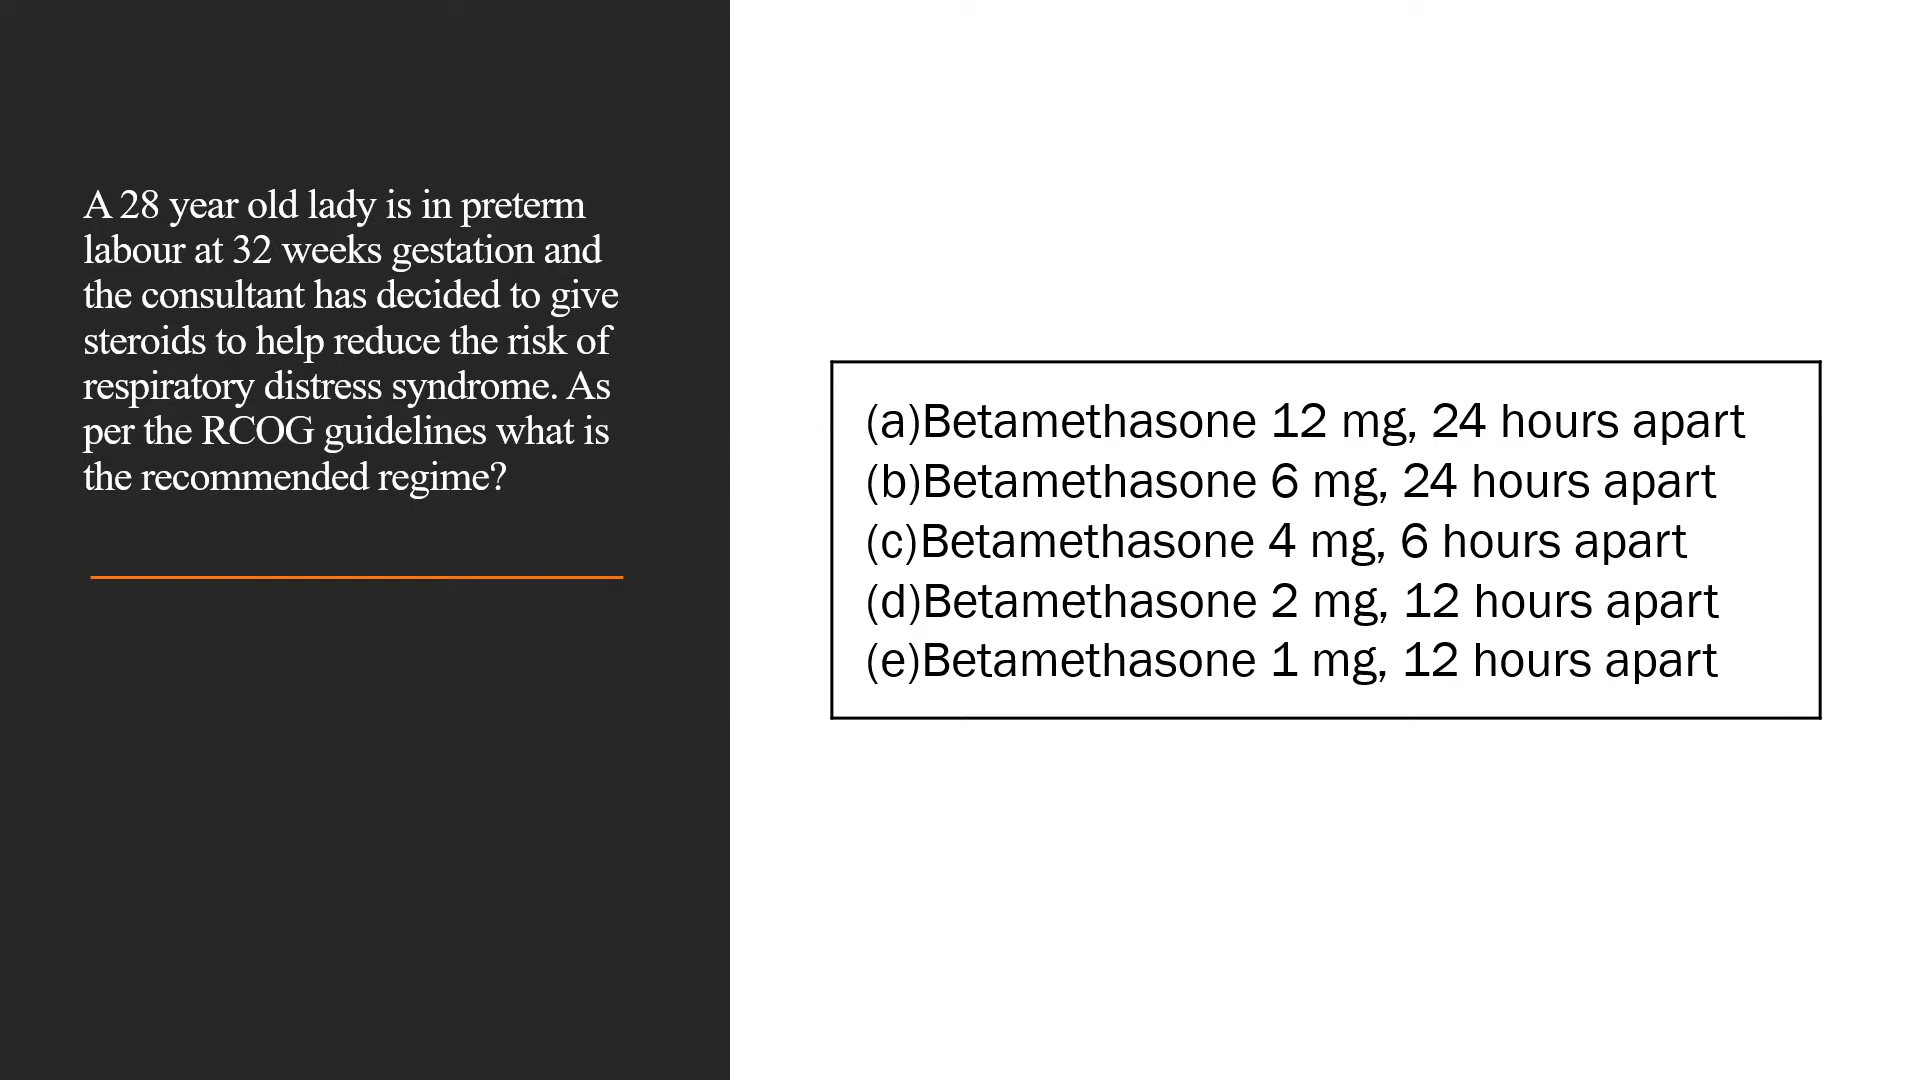 A 28 year old lady is in preterm
labour at 32 weeks gestation and
the consultant has decided to give
steroids to help reduce the risk of
respiratory distress syndrome. As
per the RCOG guidelines what is
the recommended regime?
(a)Betamethasone 12 mg, 24 hours apart
(b)Betamethasone 6 mg, 24 hours apart
(c)Betamethasone 4 mg, 6 hours apart
(d)Betamethasone 2 mg, 12 hours apart
(e)Betamethasone 1 mg, 12 hours apart